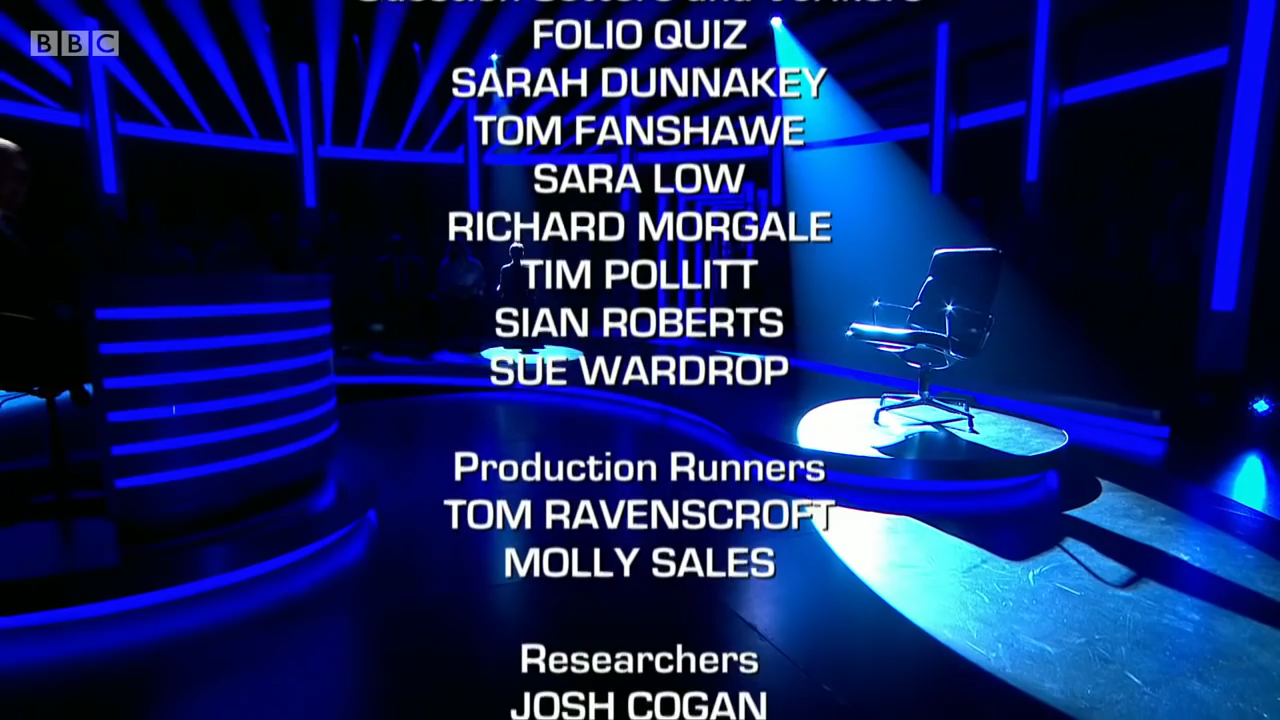 BBC
FOLIO QUIZ
SARAH DUNNAKEY
TOM FANSHAWE
SARA LOW
RICHARD MORGALE
TIM POLLITT
SIAN ROBERTS
SUE WARDROP
Production Runners
TOM RAVENSCROFT
MOLLY SALES
Researchers
JOSH COGAN